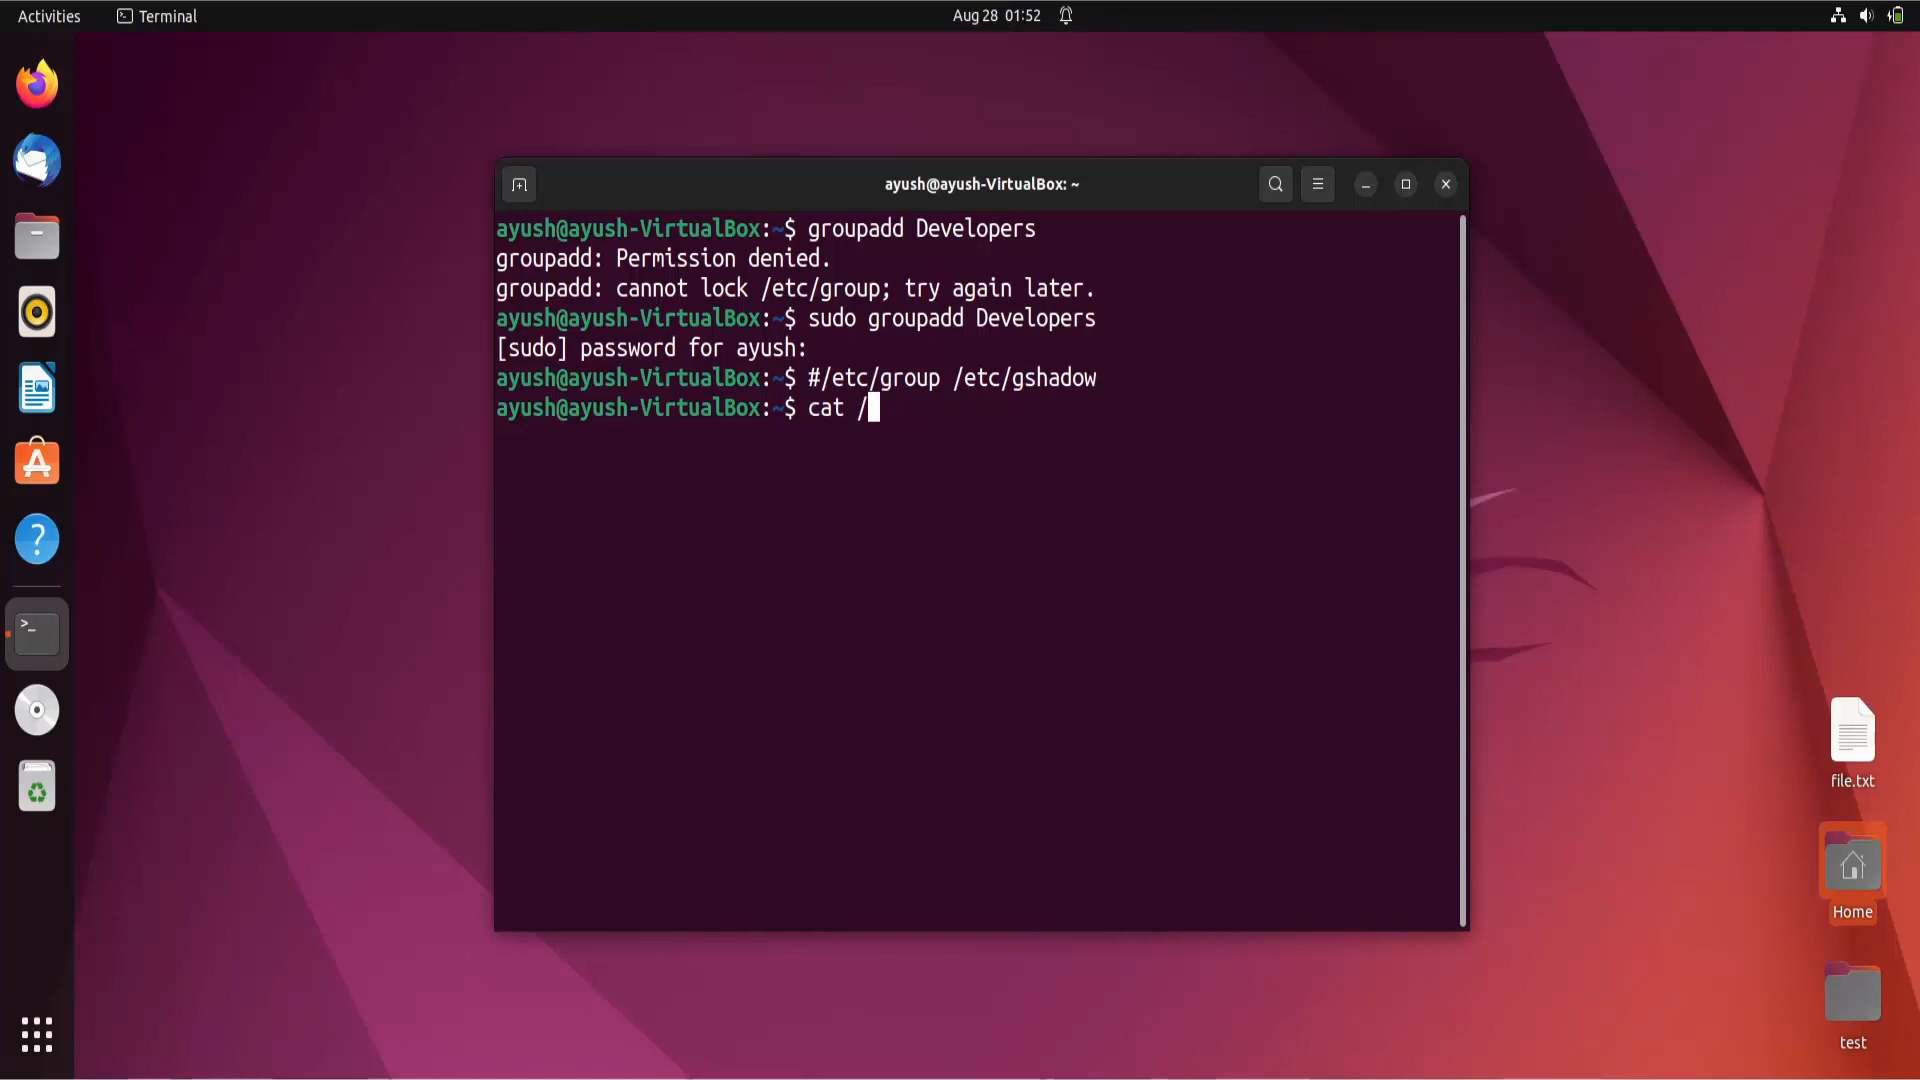 Activities
Terminal
Aug 28 01:52
ayush@ayush-VirtualBox: ~
ayush@ayush-VirtualBox:~$ groupadd Developers
groupadd: Permission denied.
groupadd: cannot lock /etc/group; try again later.
ayush@ayush-VirtualBox:~$ sudo groupadd Developers
[sudo] password for ayush:
ayush@ayush-VirtualBox:~$ #/etc/group /etc/gshadow
ayush@ayush-VirtualBox:~$ cat /
file.txt
Home
test